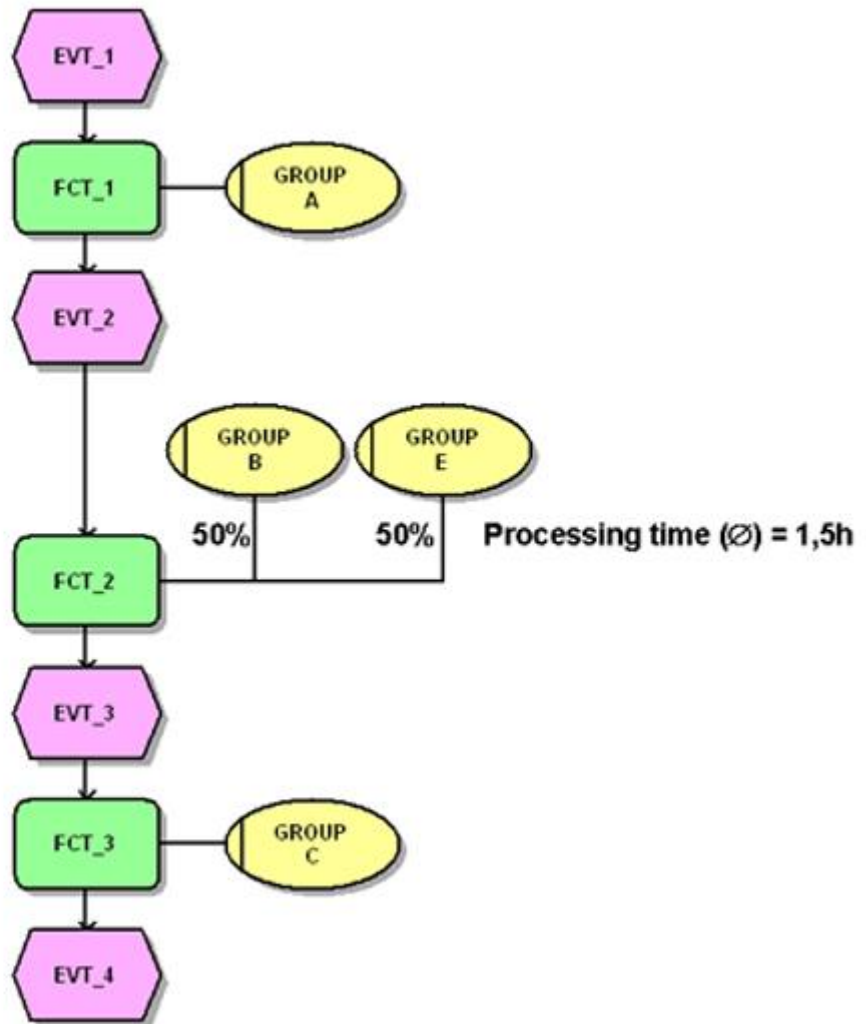 EVT_1
FCT_1
GROUP
A
EVT_2
GROUP
B
GROUP
E
50%
50%
Processing time (∅) = 1,5h
FCT_2
EVT_3
FCT_3
GROUP
C
EVT_4